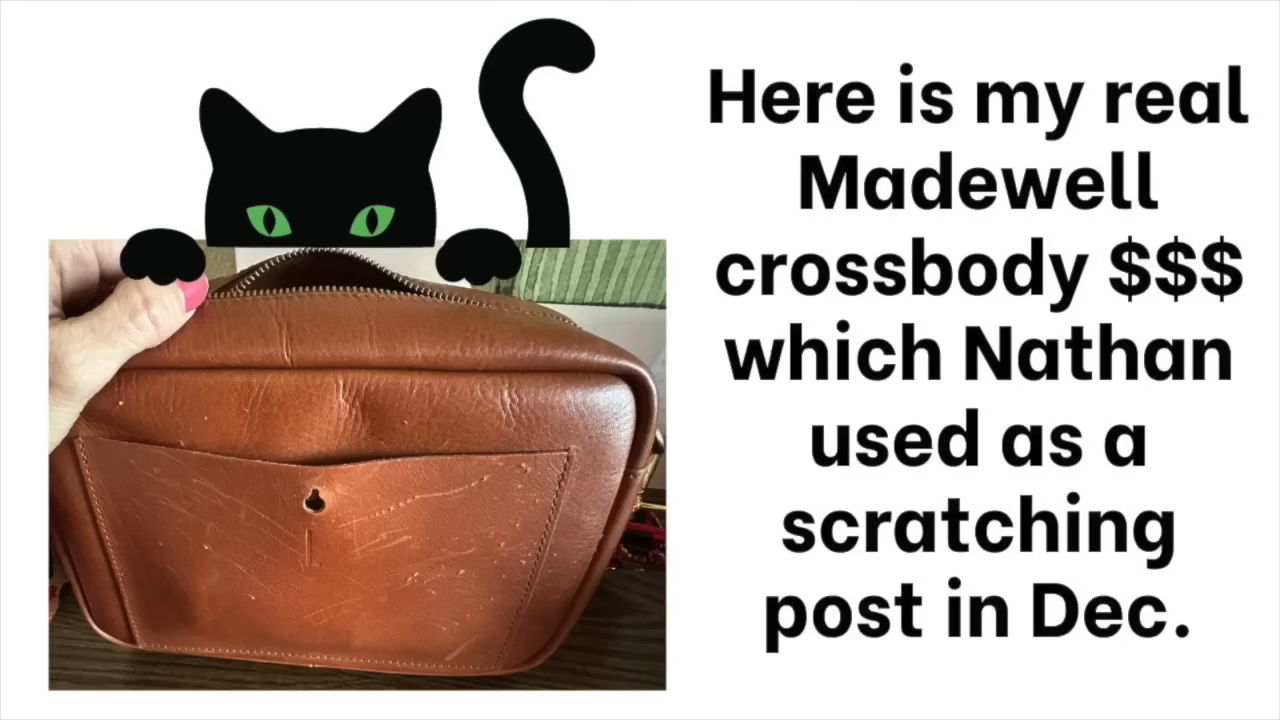 Here is my real
Madewell
crossbody $$$
which Nathan
used as a
scratching
post in Dec.